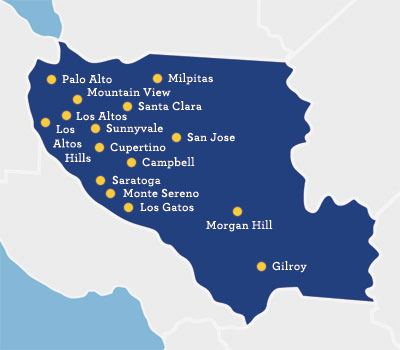 Palo Alto
Milpitas
Mountain View
Santa Clara
Los Altos
Los
Altos
Hills
Sunnyvale
San Jose
Cupertino
Campbell
Saratoga
Monte Sereno
Los Gatos
Morgan Hill
Gilroy